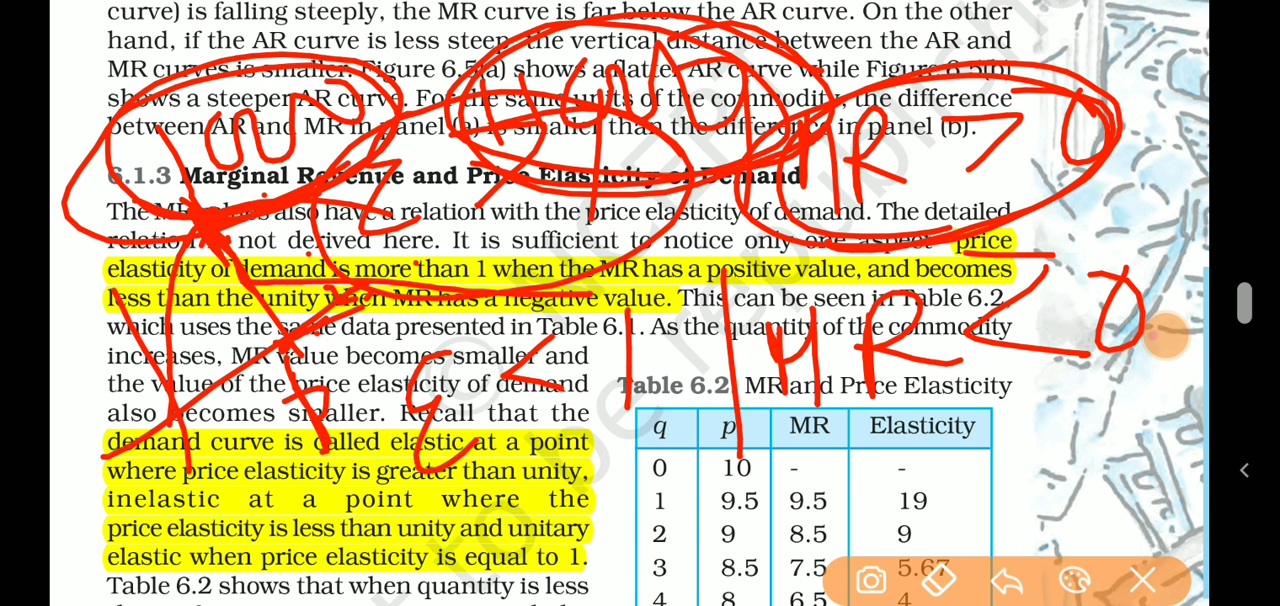 curve) is falling steeply, the MR curve is far below the AR curve. On the other
hand, if the AR curve is less steep, the vertical distance between the AR and
MR curves is smaller. Figure 6.5(a) shows a flatter AR curve while Figure 6.5(b)
shows a steeper AR curve. For the same units of the commodity, the difference
between AR and MR in panel (a) is smaller than the difference in panel (b).
MR > 0
6.1.3 Marginal Revenue and Price Elasticity of Demand
The MR values also have a relation with the price elasticity of demand. The detailed
relation not derived here. It is sufficient to notice only one aspect price
elasticity of demand is more than 1 when the MR has a positive value, and becomes
less than the unity when MR has a negative value. This can be seen in Table 6.2,
which uses the same data presented in Table 6.1. As the quantity of the commodity
increases, MR value becomes smaller and
the value of the price elasticity of demand
also becomes smaller. Recall that the
demand curve is called elastic at a point
where price elasticity is greater than unity,
inelastic at a point where the
price elasticity is less than unity and unitary
elastic when price elasticity is equal to 1.
Table 6.2 shows that when quantity is less
< 1 MR < 0
Table 6.2: MR and Price Elasticity
q p MR Elasticity
0 10 - -
1 9.5 9.5 19
2 9 8.5 9
3 8.5 7.5 5.67
4 8 6.5 4